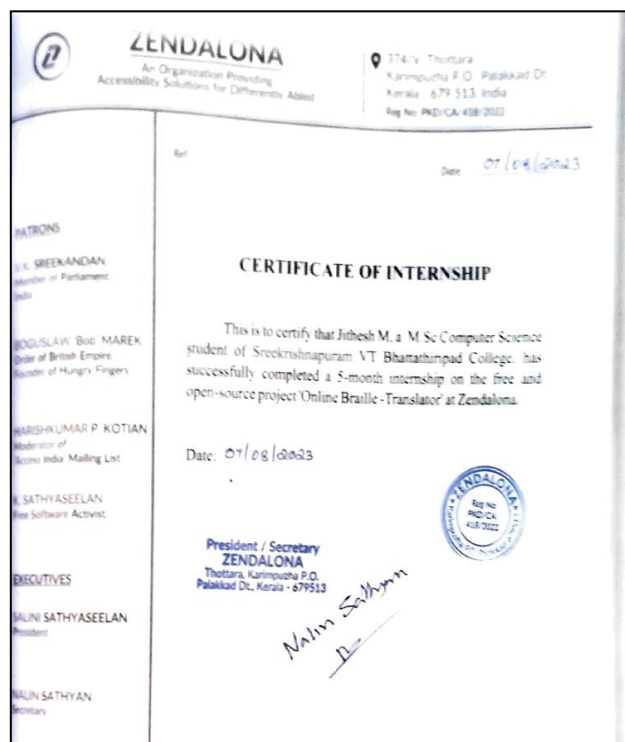 ZENDALONA
An Organization Providing
Accessibility Solutions for Differently Abled
374/v Thottara
Karimpuzha P.O. Palakkad Dt.
Kerala 679 513 India
Reg No: PKD/CA/418/2022
Ref
Date 07/08/2023
PATRONS
V.K. SREEKANDAN
Member of Parliament,
India
BOGUSLAW Bob MAREK
Order of British Empire
Founder of Hungry Fingers
HARISHKUMAR P. KOTIAN
Moderator of
Access India Mailing List
K. SATHYASEELAN
Free Software Activist
EXECUTIVES
SALINI SATHYASEELAN
President
NALIN SATHYAN
Secretary
CERTIFICATE OF INTERNSHIP
This is to certify that Jithesh M. a M.Sc Computer Science
student of Sreekrishnapuram VT Bhattathiripad College, has
successfully completed a 5-month internship on the free and
open-source project 'Online Braille -Translator' at Zendalona.
Date: 07/08/2023
President / Secretary
ZENDALONA
Thottara, Karimpuzha P.O.
Palakkad Dt., Kerala - 679513
ZENDALONA
Reg No
PKD/CA
418/2022
Nalin Sathyan